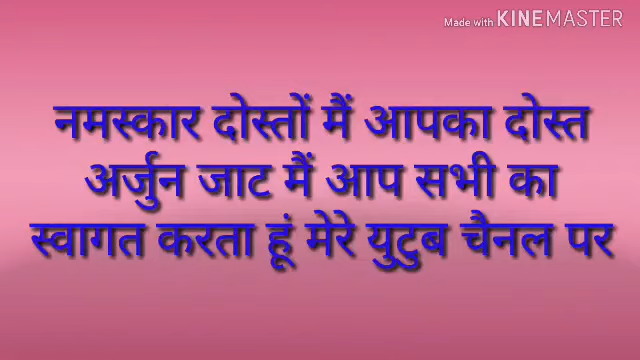 Made with KINEMASTER
नमस्कार दोस्तों मैं आपका दोस्त
अर्जुन जाट मैं आप सभी का
स्वागत करता हूं मेरे युटुब चैनल पर